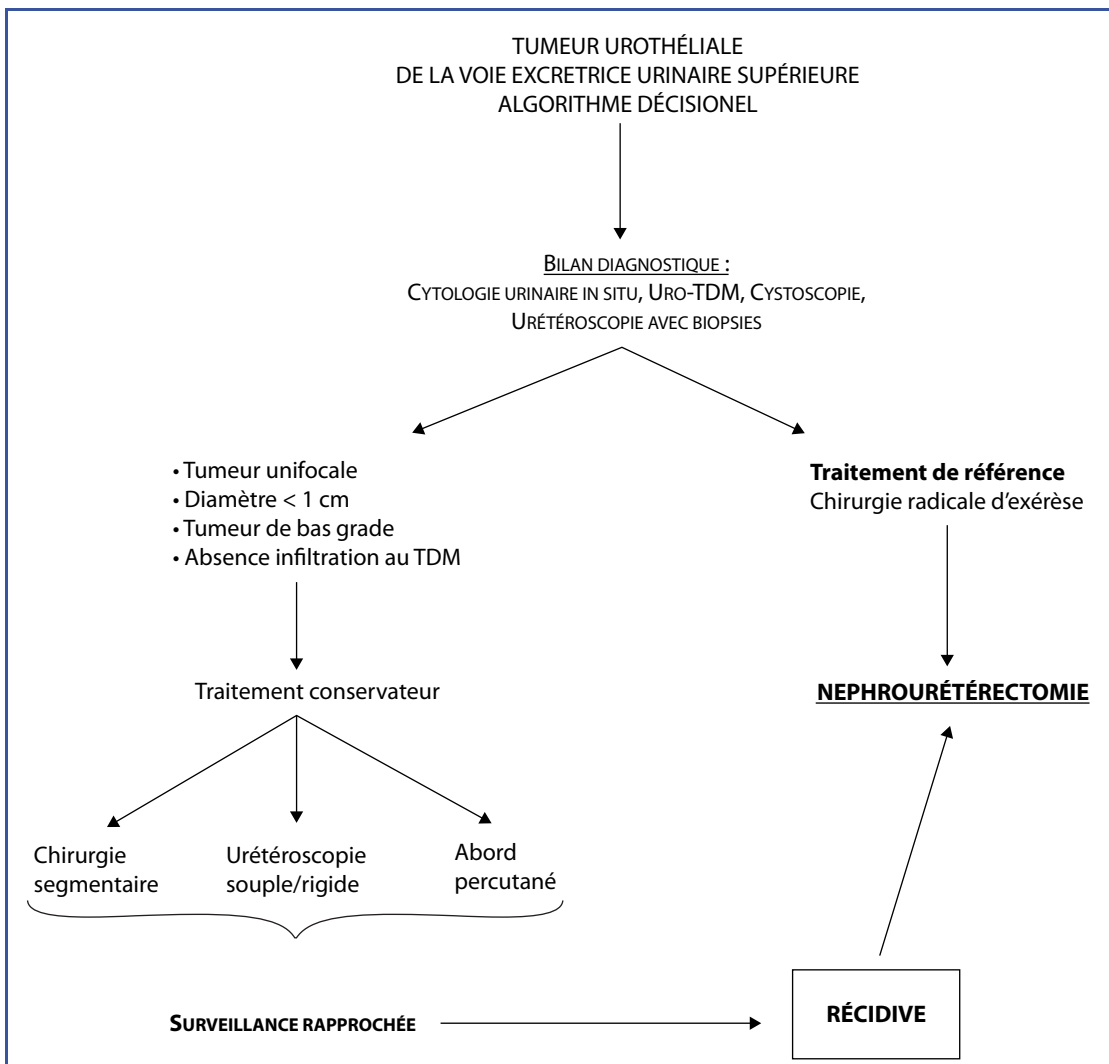 TUMEUR UROTHÉLIALE
DE LA VOIE EXCRETRICE URINAIRE SUPÉRIEURE
ALGORITHME DÉCISIONEL
BILAN DIAGNOSTIQUE :
CYTOLOGIE URINAIRE IN SITU, URO-TDM, CYSTOSCOPIE,
URÉTÉROSCOPIE AVEC BIOPSIES
• Tumeur unifocale
• Diamètre < 1 cm
• Tumeur de bas grade
• Absence infiltration au TDM
Traitement de référence
Chirurgie radicale d'exérèse
Traitement conservateur
NEPHROURÉTÉRECTOMIE
Chirurgie
segmentaire
Urétéroscopie
souple/rigide
Abord
percutané
SURVEILLANCE RAPPROCHÉE
RÉCIDIVE